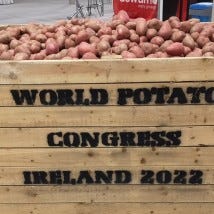 WORLD POTATO
CONGRESS
IRELAND 2022